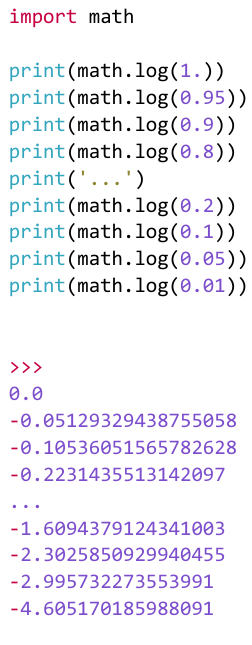 import math
print(math.log(1.))
print(math.log(0.95))
print(math.log(0.9))
print(math.log(0.8))
print('...')
print(math.log(0.2))
print(math.log(0.1))
print(math.log(0.05))
print(math.log(0.01))
>>>
0.0
-0.05129329438755058
-0.10536051565782628
-0.2231435513142097
...
-1.6094379124341003
-2.3025850929940455
-2.995732273553991
-4.605170185988091